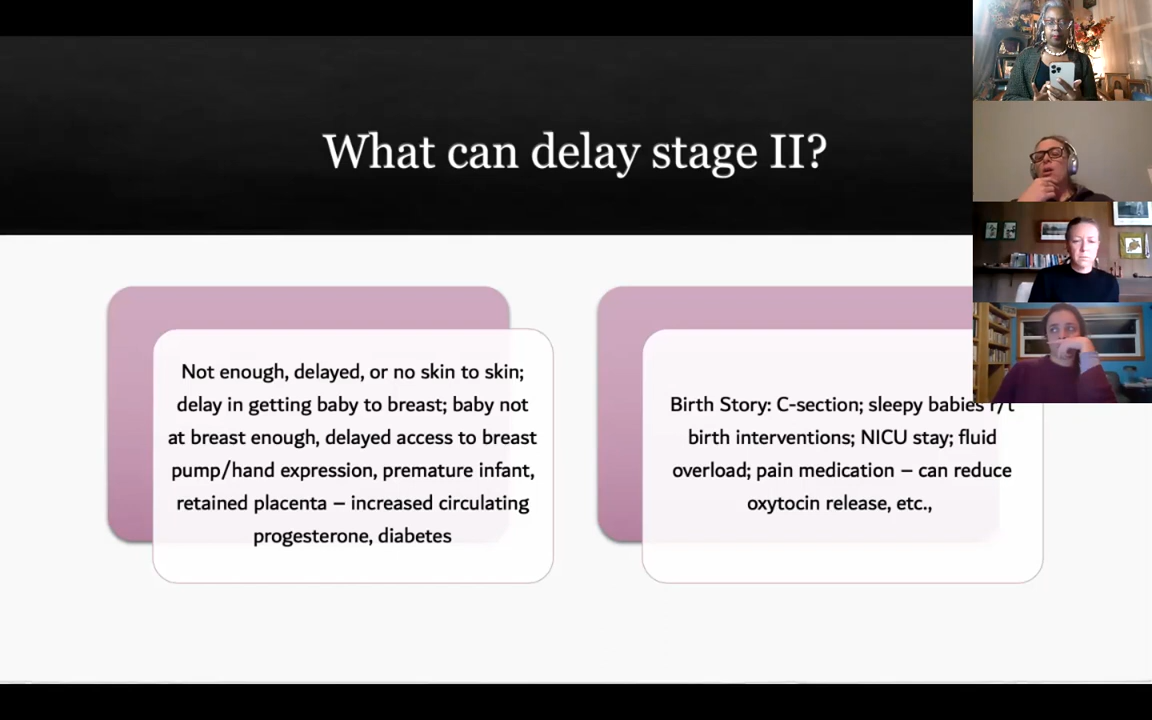 What can delay stage II?
Not enough, delayed, or no skin to skin;
delay in getting baby to breast; baby not
at breast enough, delayed access to breast
pump/hand expression, premature infant,
retained placenta – increased circulating
progesterone, diabetes
Birth Story: C-section; sleepy babies r/t
birth interventions; NICU stay; fluid
overload; pain medication – can reduce
oxytocin release, etc.,